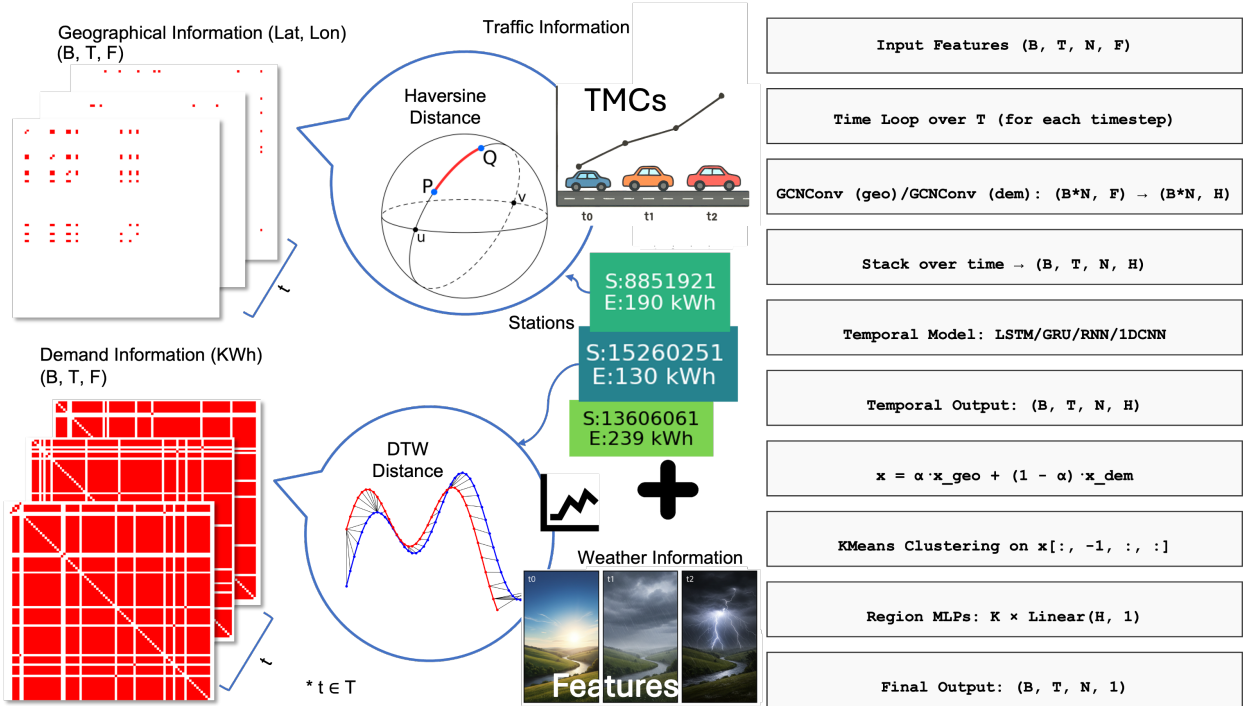 Geographical Information (Lat, Lon)
(B, T, F)
t
Demand Information (KWh)
(B, T, F)
t
* t ∈ T
Haversine
Distance
P
Q
u
v
DTW
Distance
Traffic Information
TMCs
t0
t1
t2
Stations
S:8851921
E:190 kWh
S:15260251
E:130 kWh
S:13606061
E:239 kWh
Weather Information
t0
t1
t2
Features
Input Features (B, T, N, F)
Time Loop over T (for each timestep)
GCNConv (geo)/GCNConv (dem): (B*N, F) → (B*N, H)
Stack over time → (B, T, N, H)
Temporal Model: LSTM/GRU/RNN/1DCNN
Temporal Output: (B, T, N, H)
x = α·x_geo + (1 - α)·x_dem
KMeans Clustering on x[:, -1, :, :]
Region MLPs: K × Linear(H, 1)
Final Output: (B, T, N, 1)